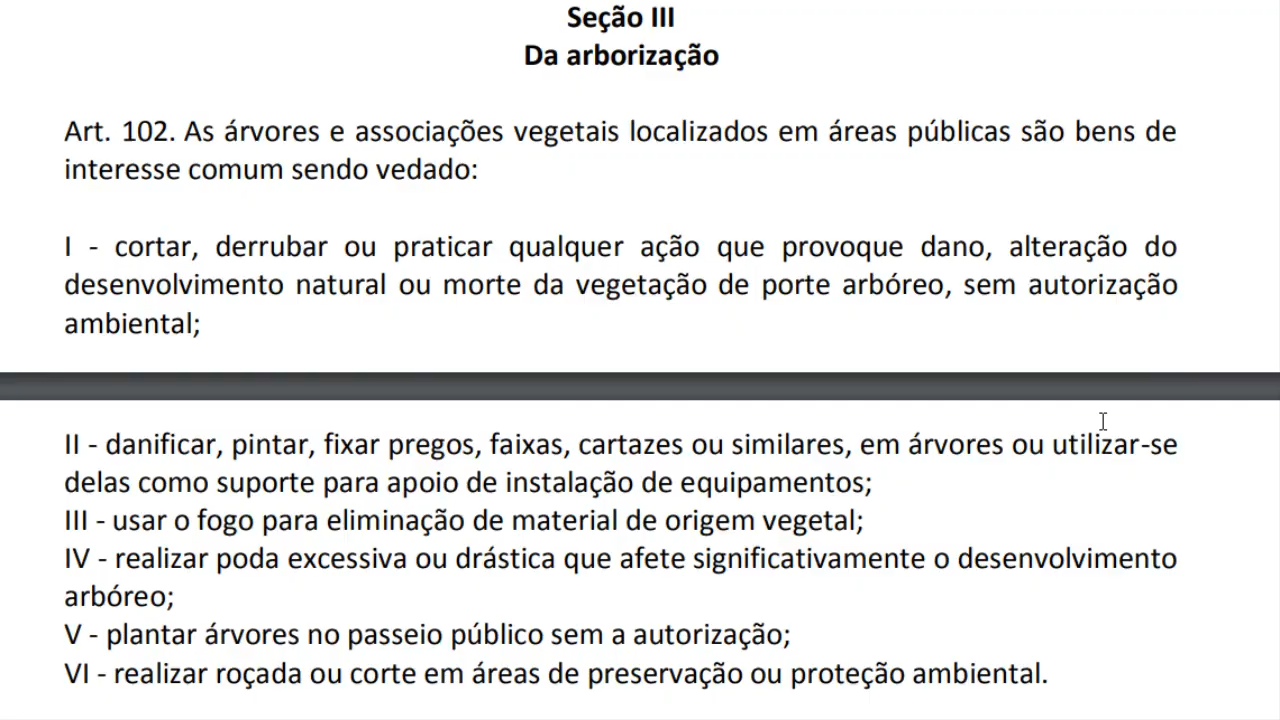 Seção III
Da arborização
Art. 102. As árvores e associações vegetais localizados em áreas públicas são bens de
interesse comum sendo vedado:
I - cortar, derrubar ou praticar qualquer ação que provoque dano, alteração do
desenvolvimento natural ou morte da vegetação de porte arbóreo, sem autorização
ambiental;
II - danificar, pintar, fixar pregos, faixas, cartazes ou similares, em árvores ou utilizar-se
delas como suporte para apoio de instalação de equipamentos;
III - usar o fogo para eliminação de material de origem vegetal;
IV - realizar poda excessiva ou drástica que afete significativamente o desenvolvimento
arbóreo;
V - plantar árvores no passeio público sem a autorização;
VI - realizar roçada ou corte em áreas de preservação ou proteção ambiental.